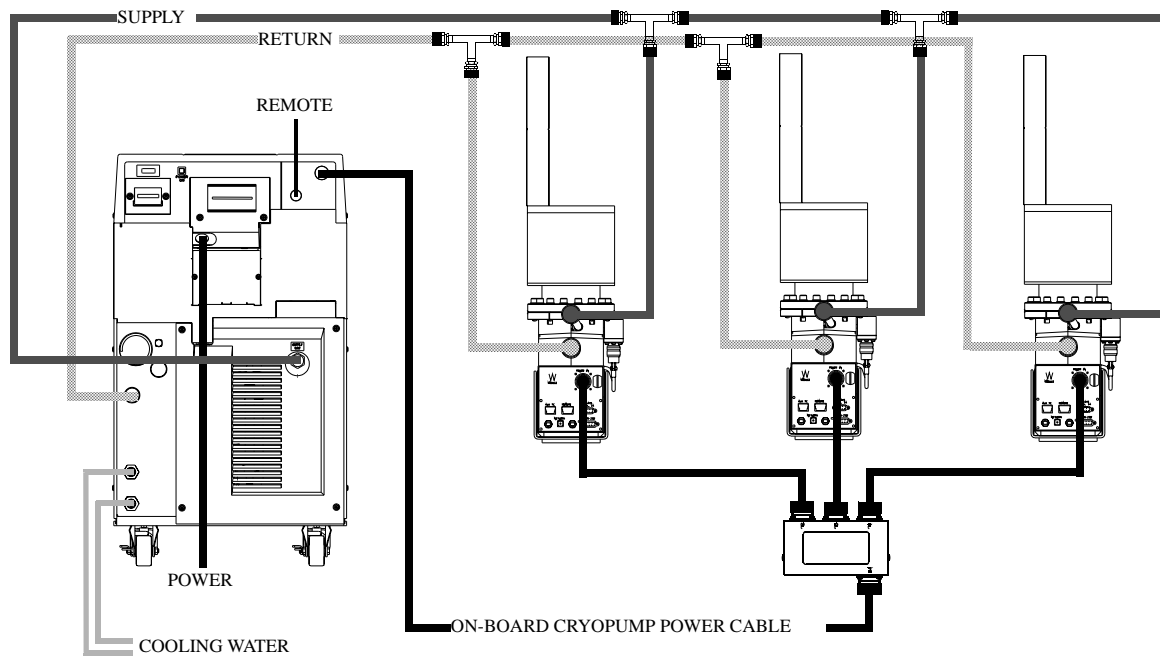 SUPPLY
RETURN
REMOTE
POWER
ON-BOARD CRYOPUMP POWER CABLE
COOLING WATER